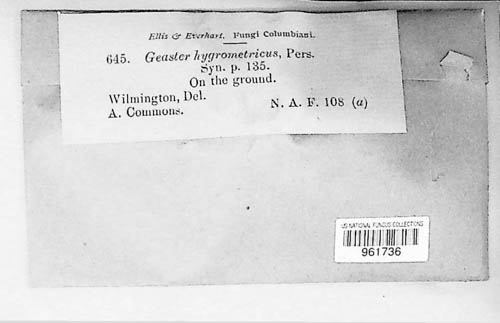 Ellis & Everhart. Fungi Columbiani.
645. Geaster hygrometricus, Pers.
Syn. p. 135.
On the ground.
Wilmington, Del.
A. Commons.
N. A. F. 108 (a)
US NATIONAL FUNGUS COLLECTIONS
961736